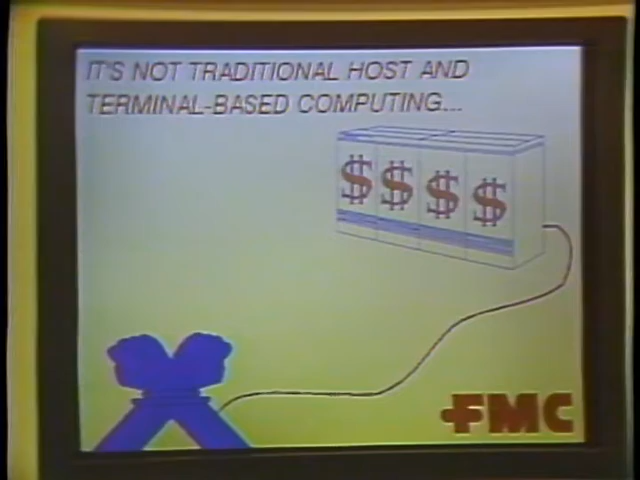 IT'S NOT TRADITIONAL HOST AND
TERMINAL-BASED COMPUTING...
$ $ $ $
FMC